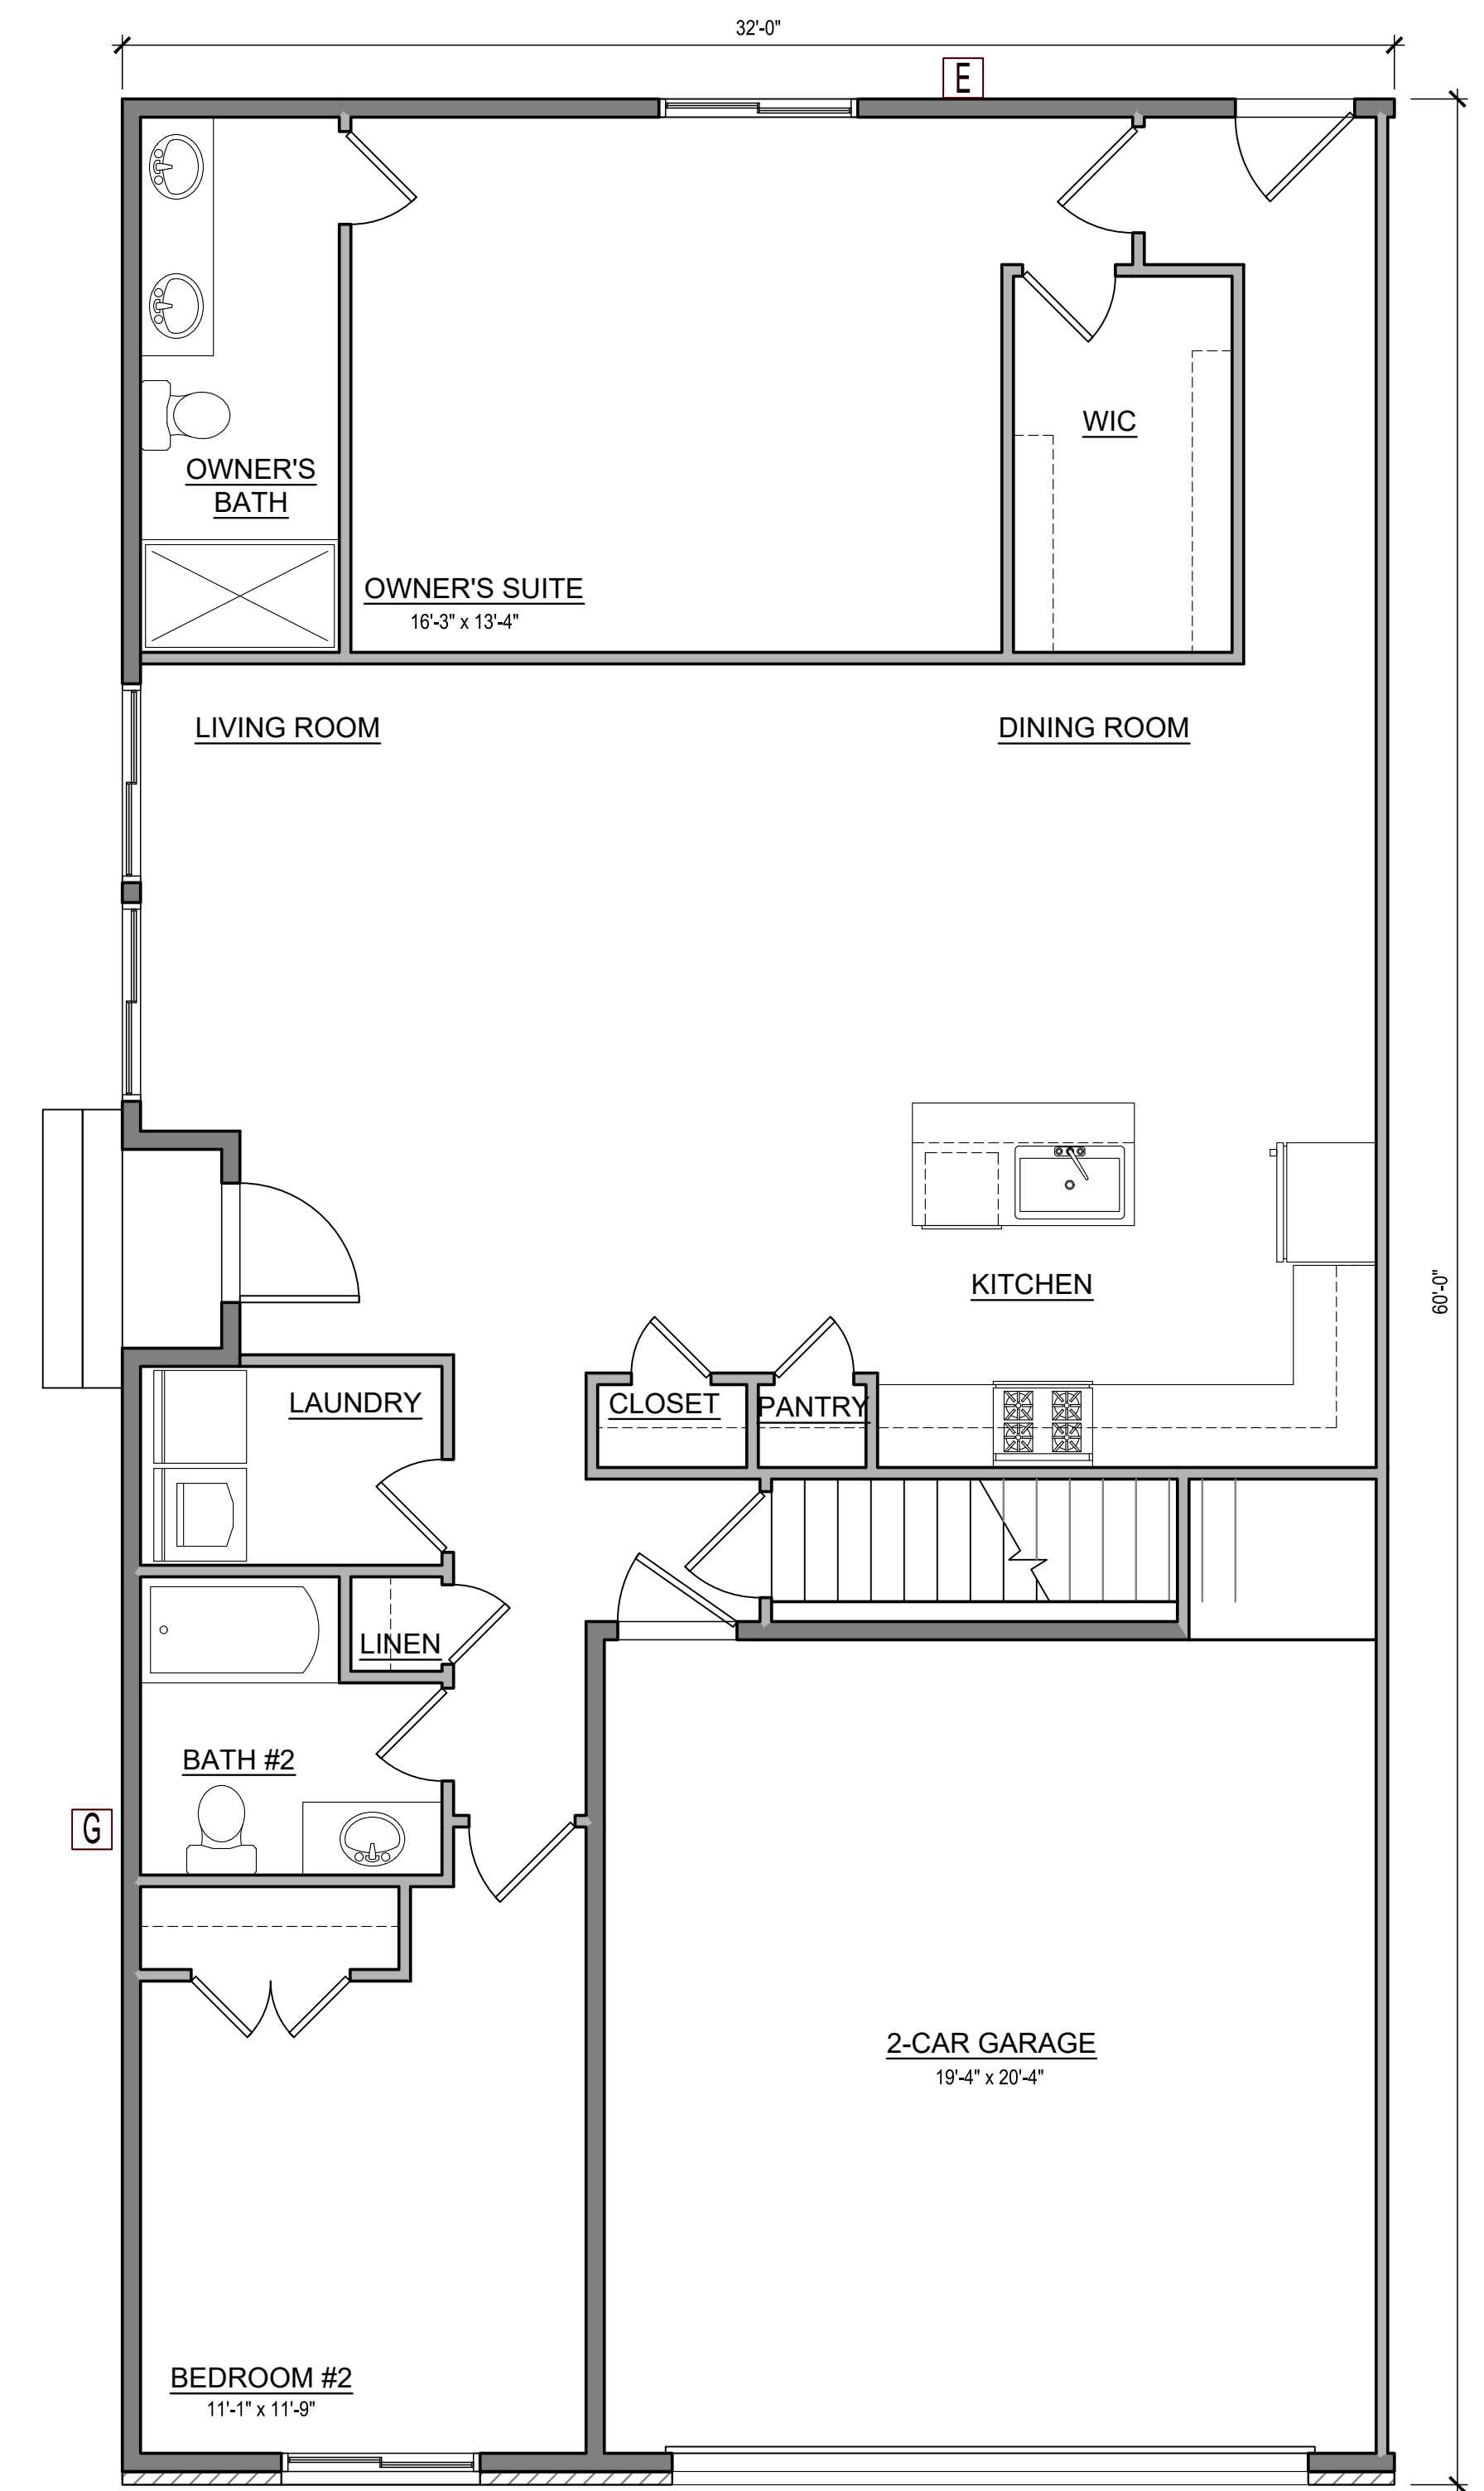 32'-0"
E
WIC
OWNER'S
BATH
OWNER'S SUITE
16'-3" x 13'-4"
LIVING ROOM
DINING ROOM
60'-0"
KITCHEN
LAUNDRY
CLOSET
PANTRY
LINEN
BATH #2
G
2-CAR GARAGE
19'-4" x 20'-4"
BEDROOM #2
11'-1" x 11'-9"